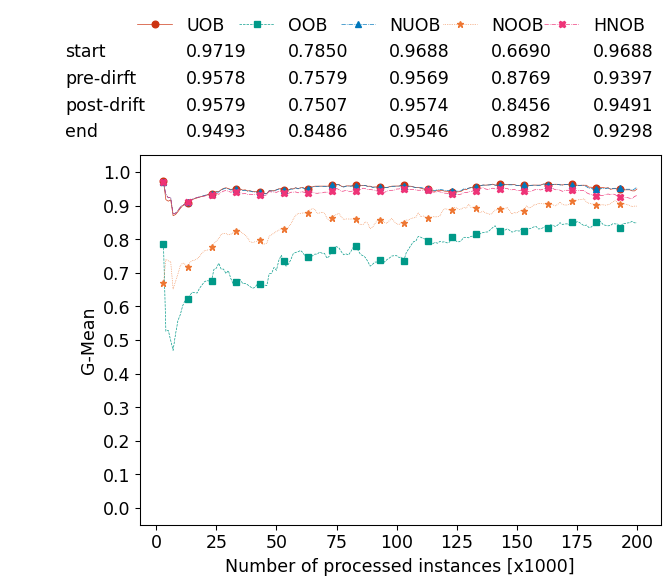 UOB OOB NUOB NOOB HNOB
start 0.9719 0.7850 0.9688 0.6690 0.9688
pre-dirft 0.9578 0.7579 0.9569 0.8769 0.9397
post-drift 0.9579 0.7507 0.9574 0.8456 0.9491
end 0.9493 0.8486 0.9546 0.8982 0.9298
1.0
0.9
0.8
0.7
0.6
0.5
0.4
0.3
0.2
0.1
0.0
G-Mean
0 25 50 75 100 125 150 175 200
Number of processed instances [x1000]